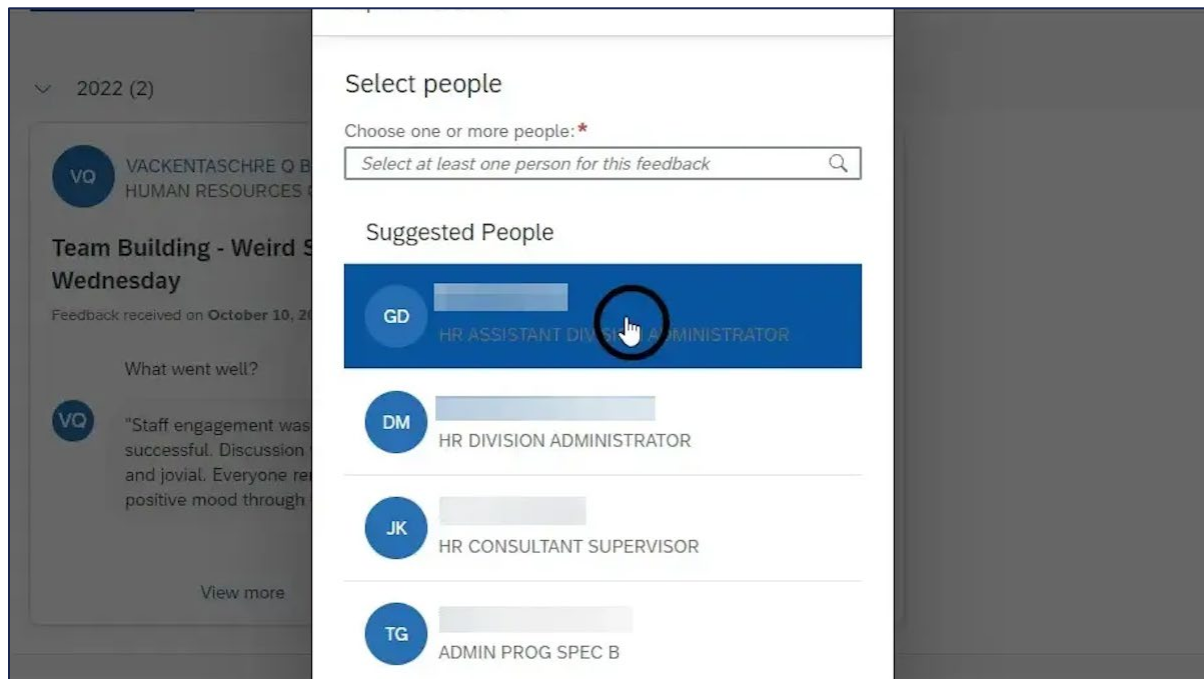 2022 (2)
VQ
VACKENTASCHRE Q B
HUMAN RESOURCES
Team Building - Weird S
Wednesday
Feedback received on October 10, 20
What went well?
VQ
"Staff engagement was
successful. Discussion
and jovial. Everyone re
positive mood through
View more
Select people
Choose one or more people:*
Select at least one person for this feedback
Suggested People
GD
HR ASSISTANT DIVISION ADMINISTRATOR
DM
HR DIVISION ADMINISTRATOR
JK
HR CONSULTANT SUPERVISOR
TG
ADMIN PROG SPEC B